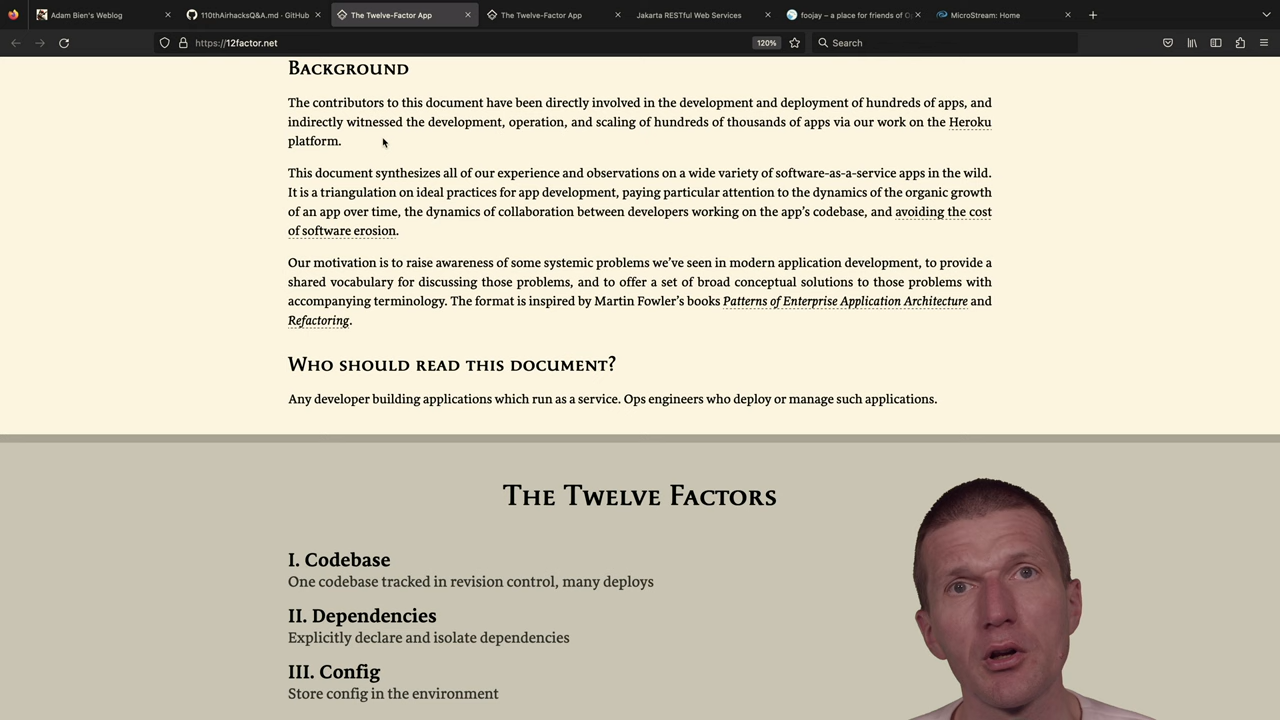 Adam Bien's Weblog
110thAirhacksQ&A.md · GitHub
The Twelve-Factor App
The Twelve-Factor App
Jakarta RESTful Web Services
foojay – a place for friends of O
MicroStream: Home
https://12factor.net
120%
Search
Background
The contributors to this document have been directly involved in the development and deployment of hundreds of apps, and
indirectly witnessed the development, operation, and scaling of hundreds of thousands of apps via our work on the Heroku
platform.
This document synthesizes all of our experience and observations on a wide variety of software-as-a-service apps in the wild.
It is a triangulation on ideal practices for app development, paying particular attention to the dynamics of the organic growth
of an app over time, the dynamics of collaboration between developers working on the app's codebase, and avoiding the cost
of software erosion.
Our motivation is to raise awareness of some systemic problems we've seen in modern application development, to provide a
shared vocabulary for discussing those problems, and to offer a set of broad conceptual solutions to those problems with
accompanying terminology. The format is inspired by Martin Fowler's books Patterns of Enterprise Application Architecture and
Refactoring.
Who should read this document?
Any developer building applications which run as a service. Ops engineers who deploy or manage such applications.
The Twelve Factors
I. Codebase
One codebase tracked in revision control, many deploys
II. Dependencies
Explicitly declare and isolate dependencies
III. Config
Store config in the environment